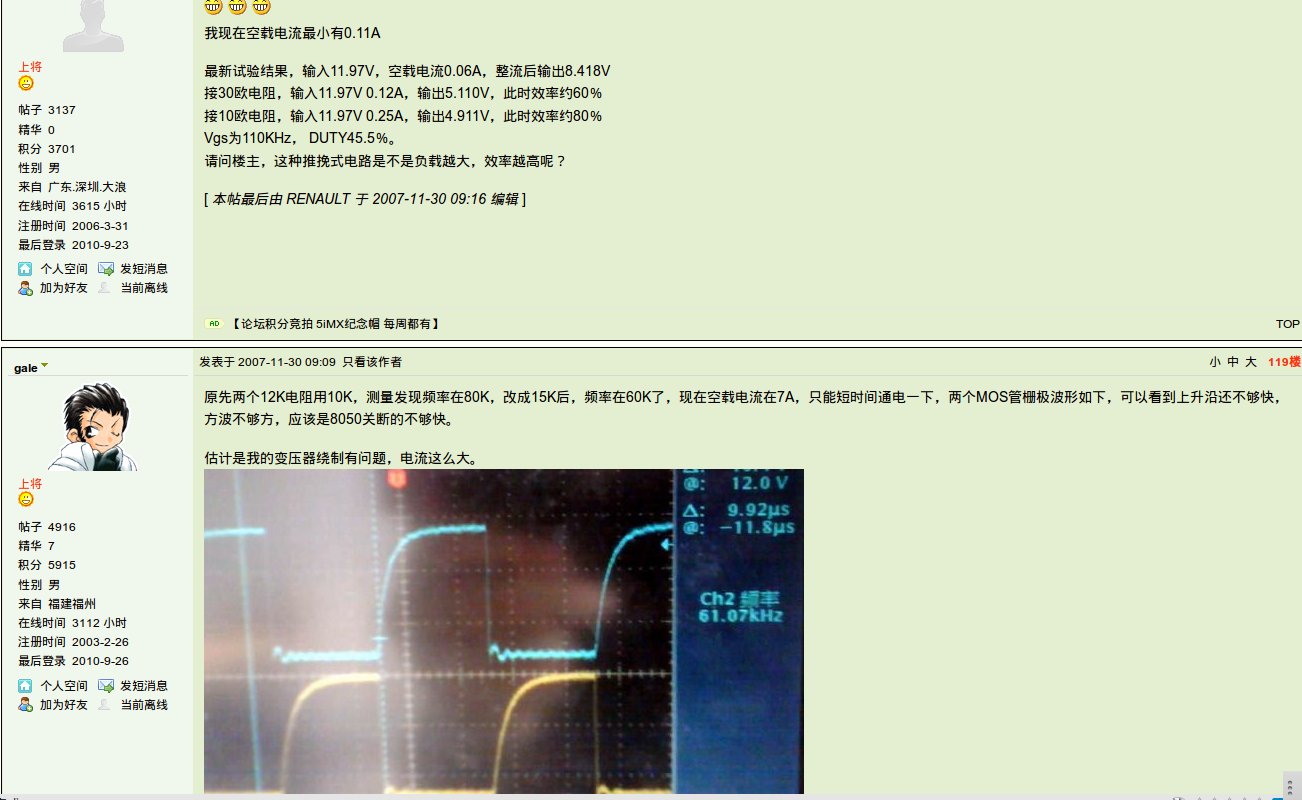 我现在空载电流最小有0.11A
上将
最新试验结果，输入11.97V，空载电流0.06A，整流后输出8.418V
接30欧电阻，输入11.97V 0.12A，输出5.110V，此时效率约60%
接10欧电阻，输入11.97V 0.25A，输出4.911V，此时效率约80%
Vgs为110KHz， DUTY45.5%。
请问楼主，这种推挽式电路是不是负载越大，效率越高呢？
[ 本帖最后由 RENAULT 于 2007-11-30 09:16 编辑 ]
帖子 3137
精华 0
积分 3701
性别 男
来自 广东.深圳.大浪
在线时间 3615 小时
注册时间 2006-3-31
最后登录 2010-9-23
个人空间 发短消息
加为好友 当前离线
AD 【论坛积分竞拍 5iMX纪念帽 每周都有】
TOP
gale
发表于 2007-11-30 09:09 只看该作者
小 中 大 119楼
原先两个12K电阻用10K，测量发现频率在80K，改成15K后，频率在60K了，现在空载电流在7A，只能短时间通电一下，两个MOS管栅极波形如下，可以看到上升沿还不够快，
方波不够方，应该是8050关断的不够快。
估计是我的变压器绕制有问题，电流这么大。
上将
帖子 4916
精华 7
积分 5915
性别 男
来自 福建福州
在线时间 3112 小时
注册时间 2003-2-26
最后登录 2010-9-26
个人空间 发短消息
加为好友 当前离线
@: 12.0 V
Δ: 9.92µs
@: −11.8µs
Ch2 频率
61.07kHz